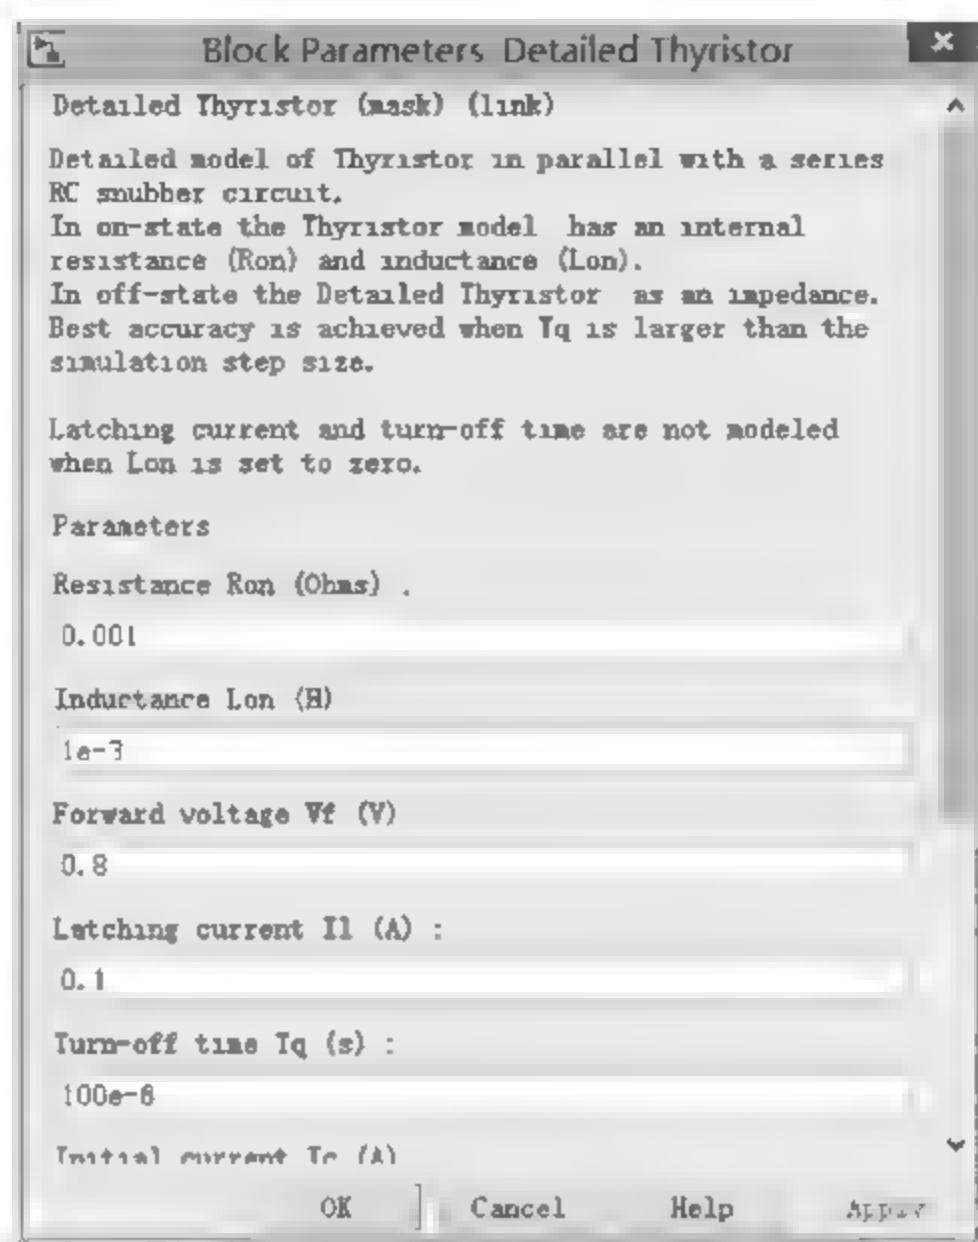 Block Parameters Detailed Thyristor
Detailed Thyristor (mask) (link)
Detailed model of Thyristor in parallel with a series
RC snubber circuit.
In on-state the Thyristor model has an internal
resistance (Ron) and inductance (Lon).
In off-state the Detailed Thyristor as an impedance.
Best accuracy is achieved when Tq is larger than the
simulation step size.
Latching current and turn-off time are not modeled
when Lon is set to zero.
Parameters
Resistance Ron (Ohms) .
0.001
Inductance Lon (H)
1e-3
Forward voltage Vf (V)
0.8
Latching current Il (A) :
0.1
Turn-off time Tq (s) :
100e-6
Initial current Ic (A)
OK Cancel Help Apply